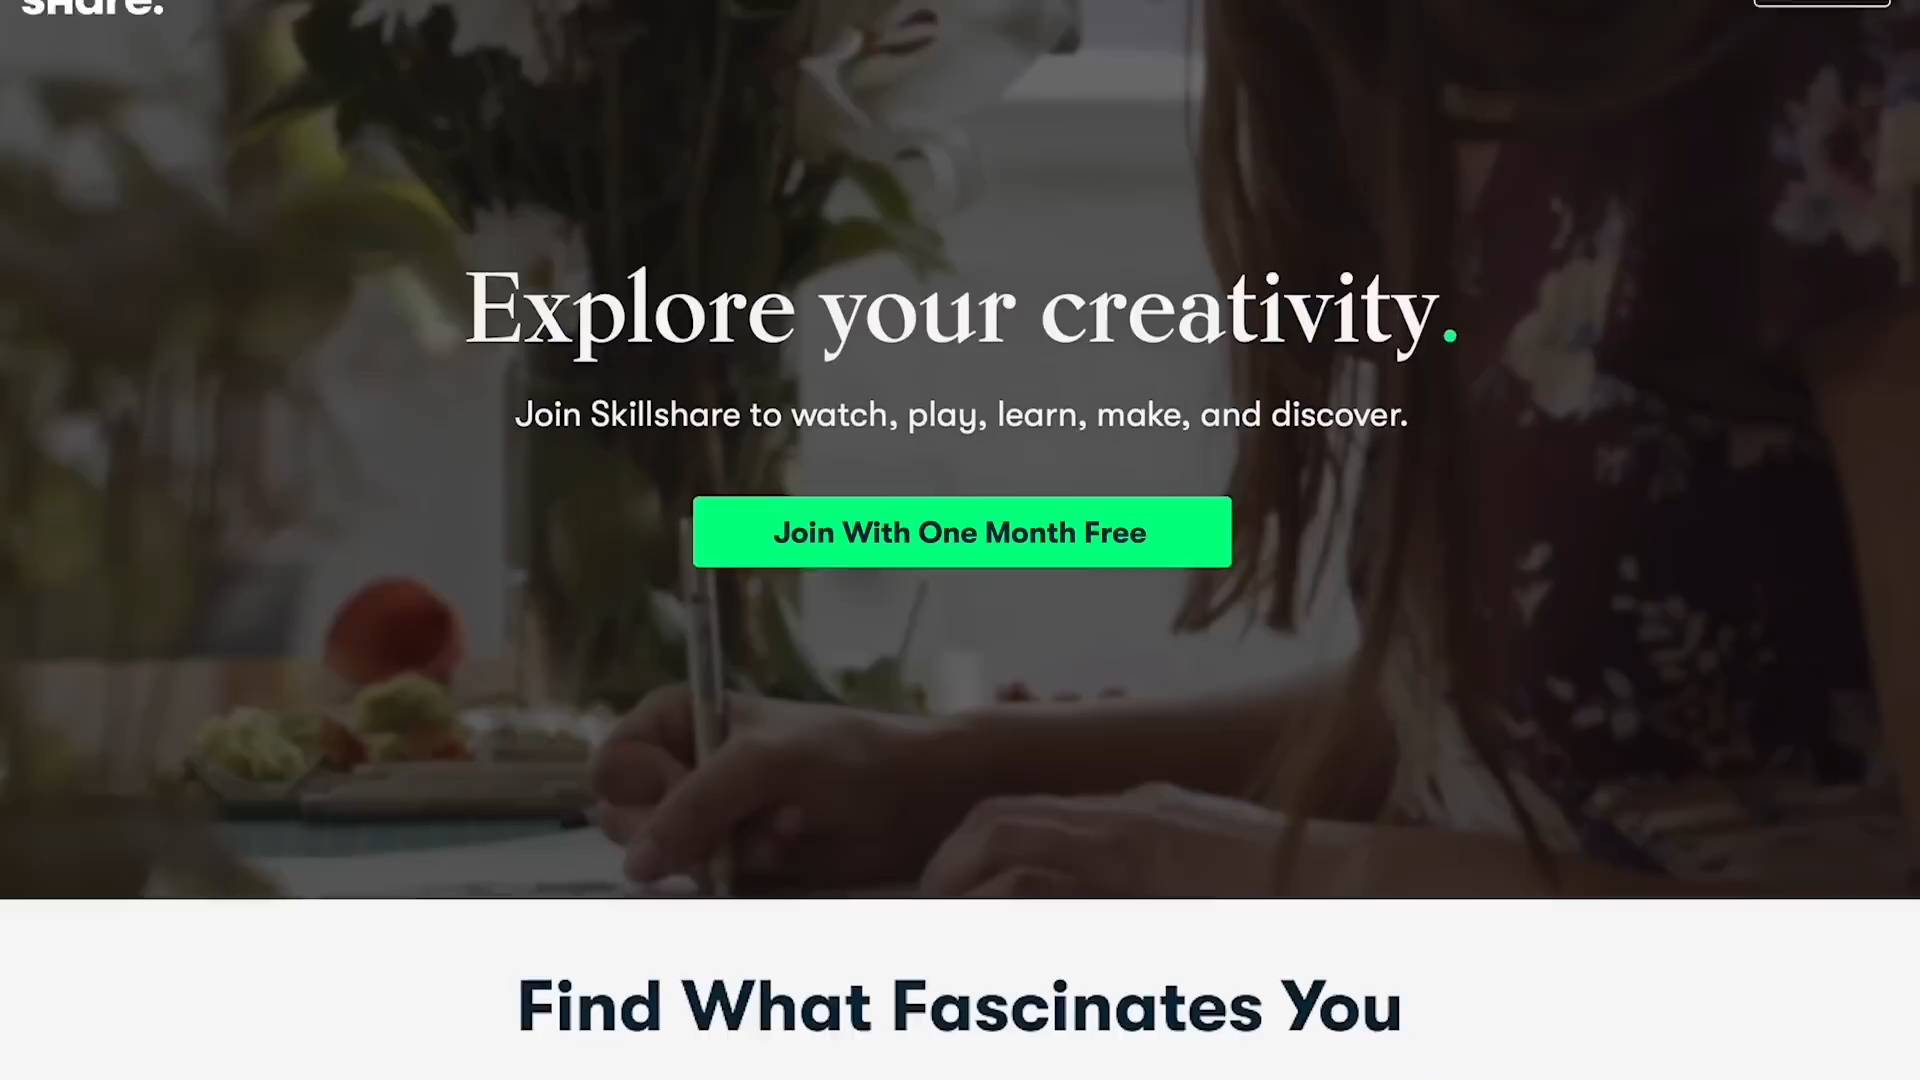 share.
Explore your creativity.
Join Skillshare to watch, play, learn, make, and discover.
Join With One Month Free
Find What Fascinates You